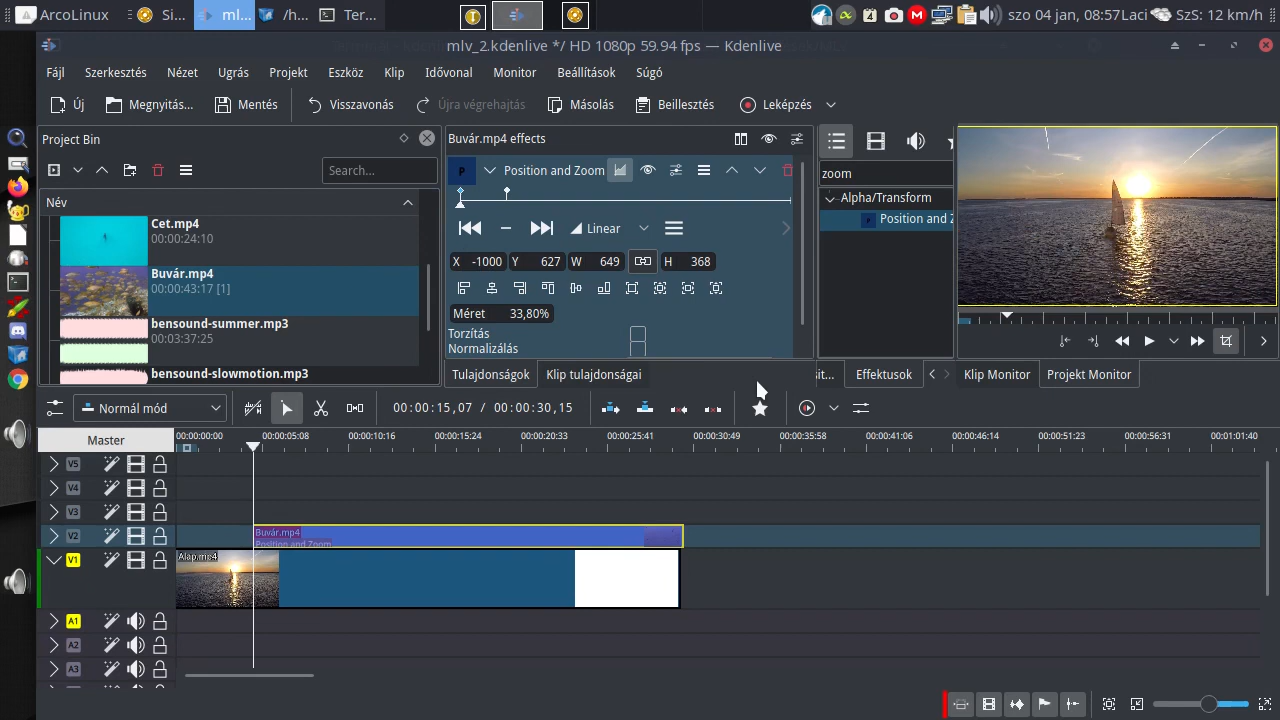 ArcoLinux
Si...
ml...
/h...
Ter...
4
M
szo 04 jan, 08:57
Laci
SzS: 12 km/h
mlv_2.kdenlive */ HD 1080p 59.94 fps — Kdenlive
Fájl Szerkesztés Nézet Ugrás Projekt Eszköz Klip Idővonal Monitor Beállítások Súgó
Új Megnyitás... Mentés Visszavonás Újra végrehajtás Másolás Beillesztés Leképzés
Project Bin
Search...
Név
Cet.mp4
00:00:24:10
Buvár.mp4
00:00:43:17 [1]
bensound-summer.mp3
00:03:37:25
bensound-slowmotion.mp3
Buvár.mp4 effects
P Position and Zoom
Linear
X -1000 Y 627 W 649 H 368
Méret 33,80%
Torzítás
Normalizálás
Tulajdonságok Klip tulajdonságai
zoom
Alpha/Transform
P Position and Z
it... Effektusok
Klip Monitor Projekt Monitor
Normál mód
00:00:15,07 / 00:00:30,15
Master
00:00:00:00 00:00:05:08 00:00:10:16 00:00:15:24 00:00:20:33 00:00:25:41 00:00:30:49 00:00:35:58 00:00:41:06 00:00:46:14 00:00:51:23 00:00:56:31 00:01:01:40
V5
V4
V3
V2
Buvár.mp4
Position and Zoom
V1
Alap.mp4
A1
A2
A3